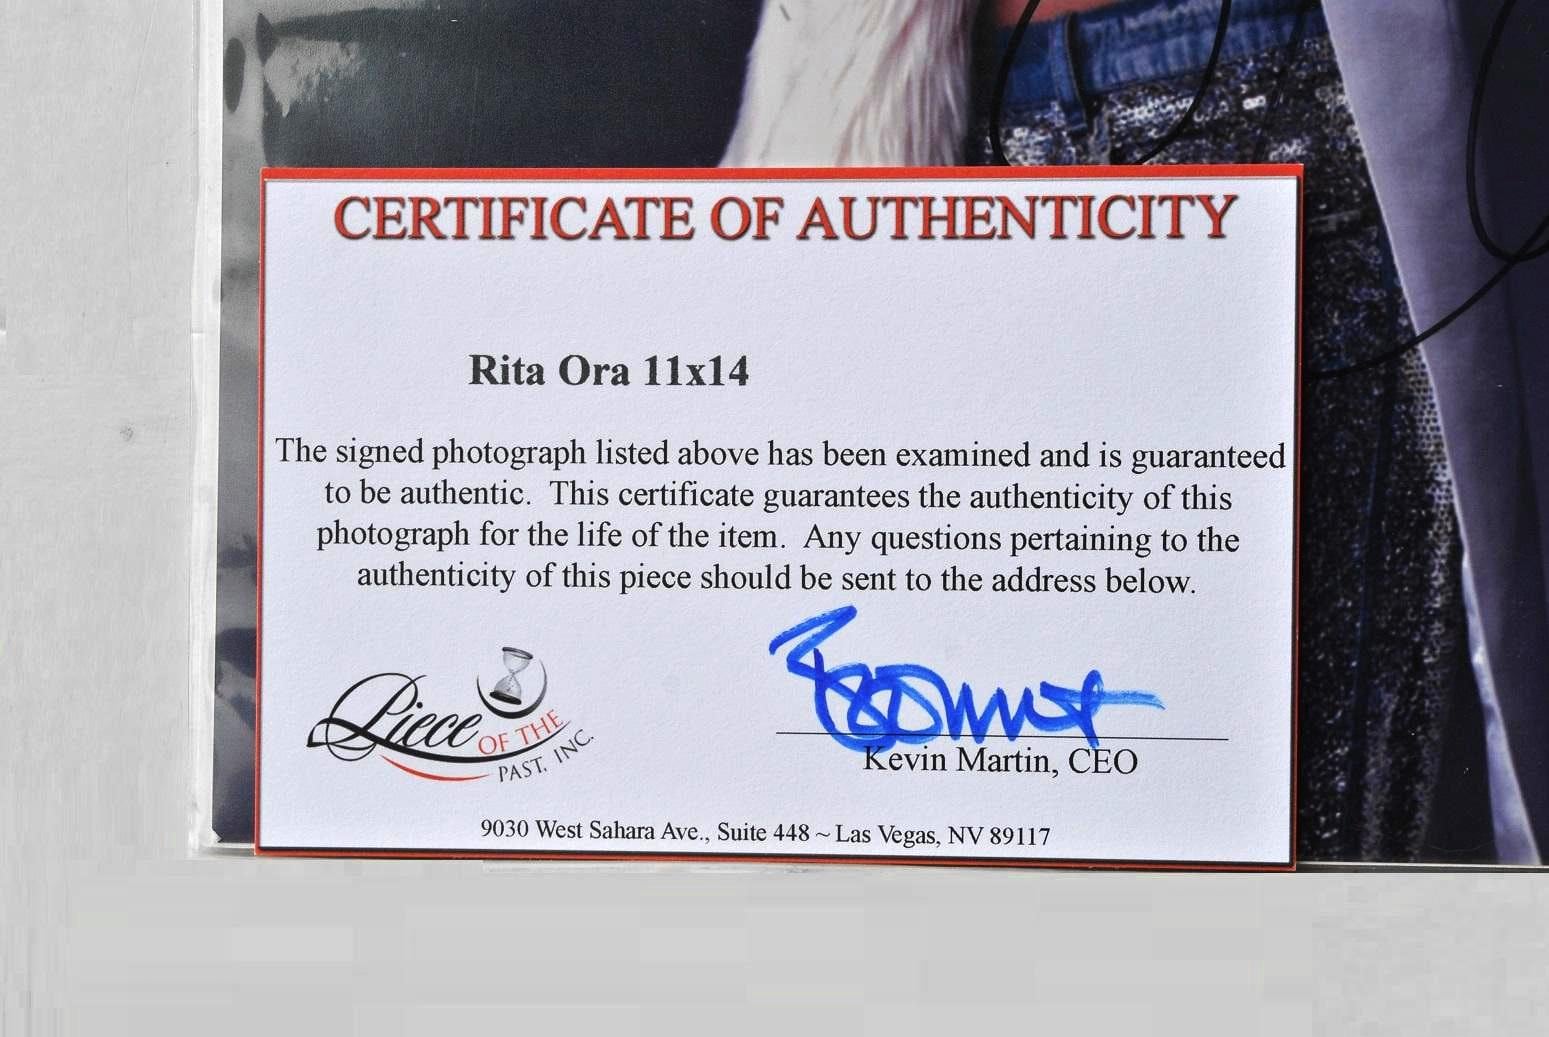 CERTIFICATE OF AUTHENTICITY
Rita Ora 11x14
The signed photograph listed above has been examined and is guaranteed
to be authentic.  This certificate guarantees the authenticity of this
photograph for the life of the item.  Any questions pertaining to the
authenticity of this piece should be sent to the address below.
Piece
OF THE
PAST, INC.
Kevin Martin, CEO
9030 West Sahara Ave., Suite 448 ~ Las Vegas, NV 89117